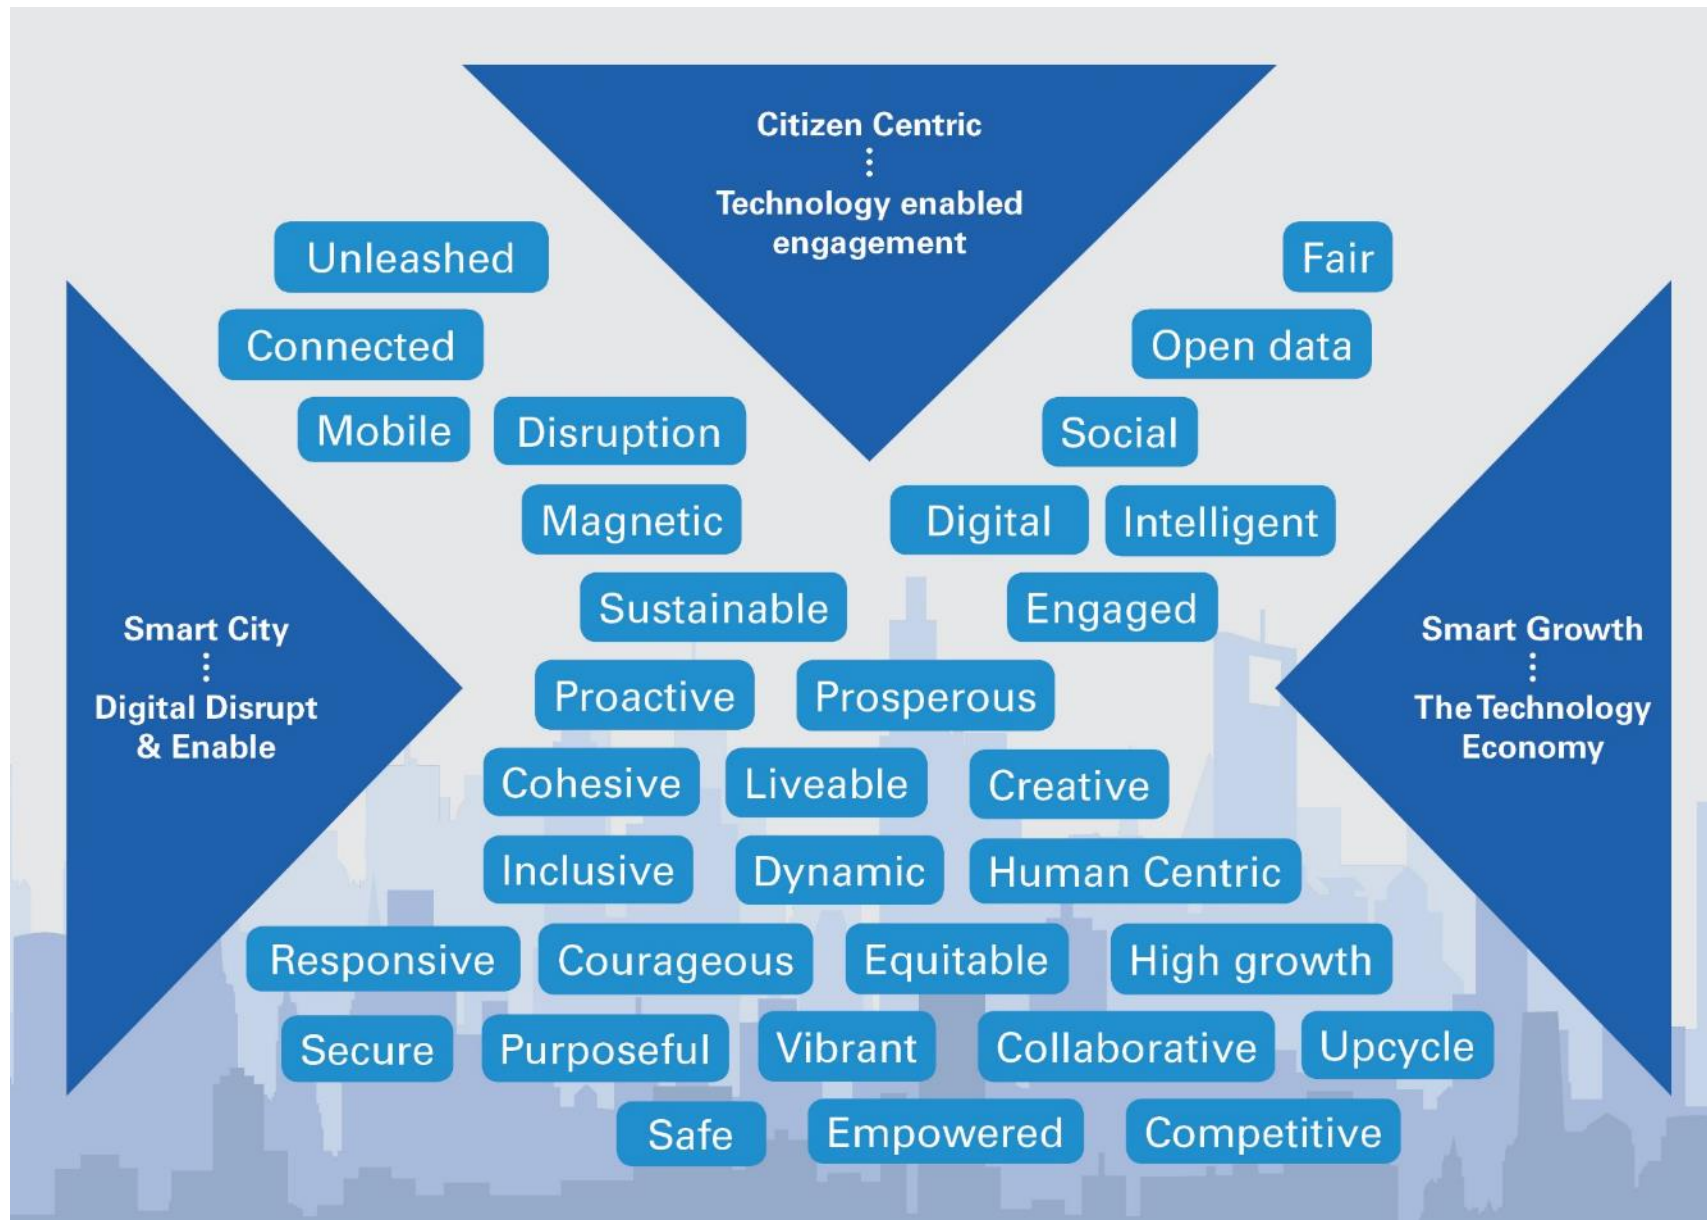 Citizen Centric
Technology enabled
engagement
Unleashed
Fair
Connected
Open data
Mobile
Disruption
Social
Magnetic
Digital
Intelligent
Sustainable
Engaged
Smart City
Digital Disrupt
& Enable
Smart Growth
The Technology
Economy
Proactive
Prosperous
Cohesive
Liveable
Creative
Inclusive
Dynamic
Human Centric
Responsive
Courageous
Equitable
High growth
Secure
Purposeful
Vibrant
Collaborative
Upcycle
Safe
Empowered
Competitive